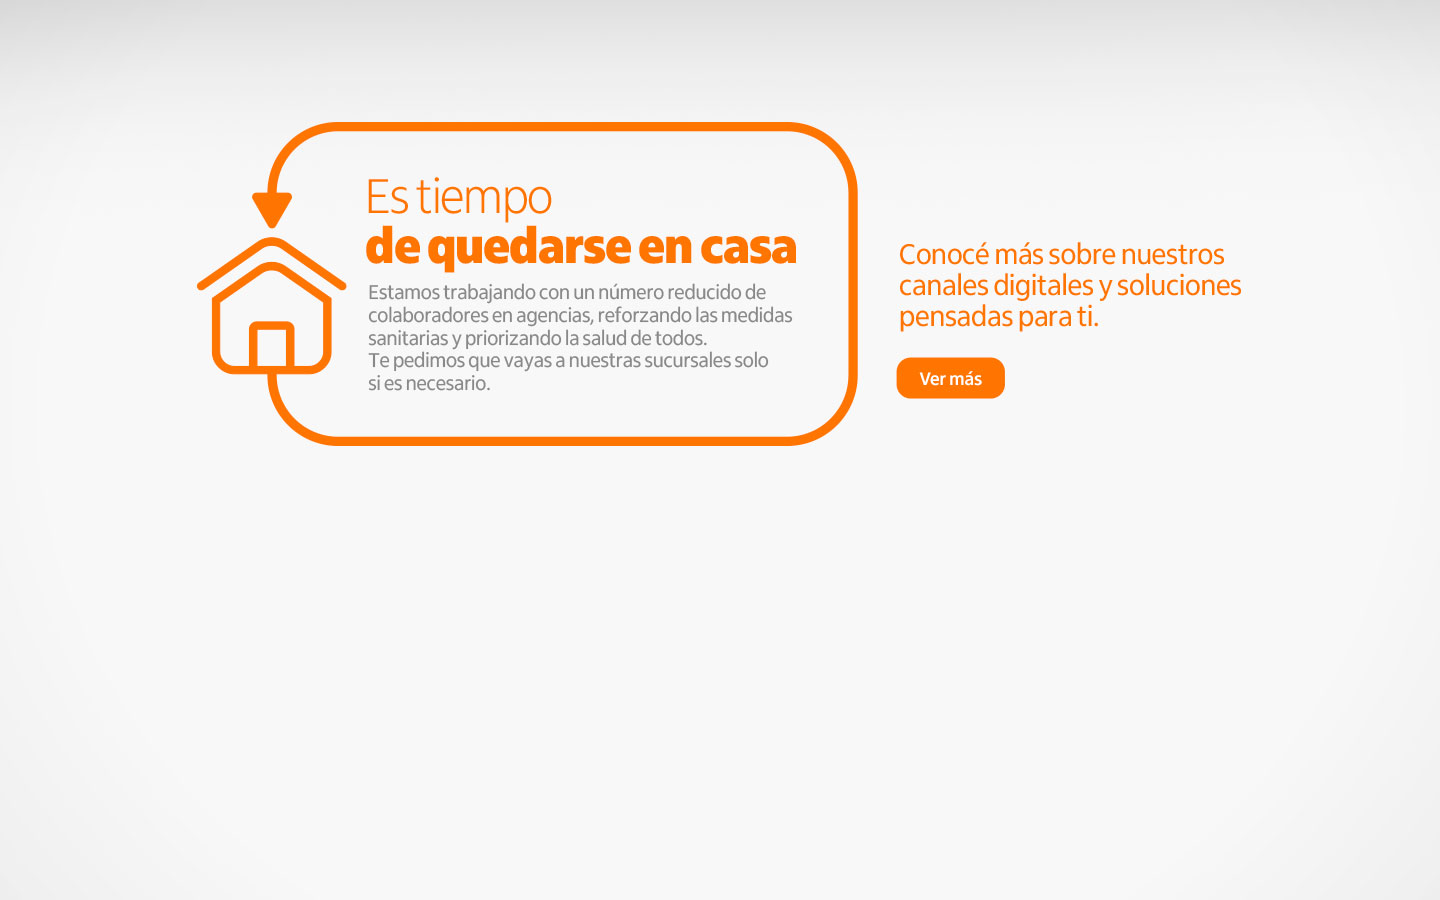 Es tiempo
de quedarse en casa
Estamos trabajando con un número reducido de
colaboradores en agencias, reforzando las medidas
sanitarias y priorizando la salud de todos.
Te pedimos que vayas a nuestras sucursales solo
si es necesario.
Conocé más sobre nuestros
canales digitales y soluciones
pensadas para ti.
Ver más